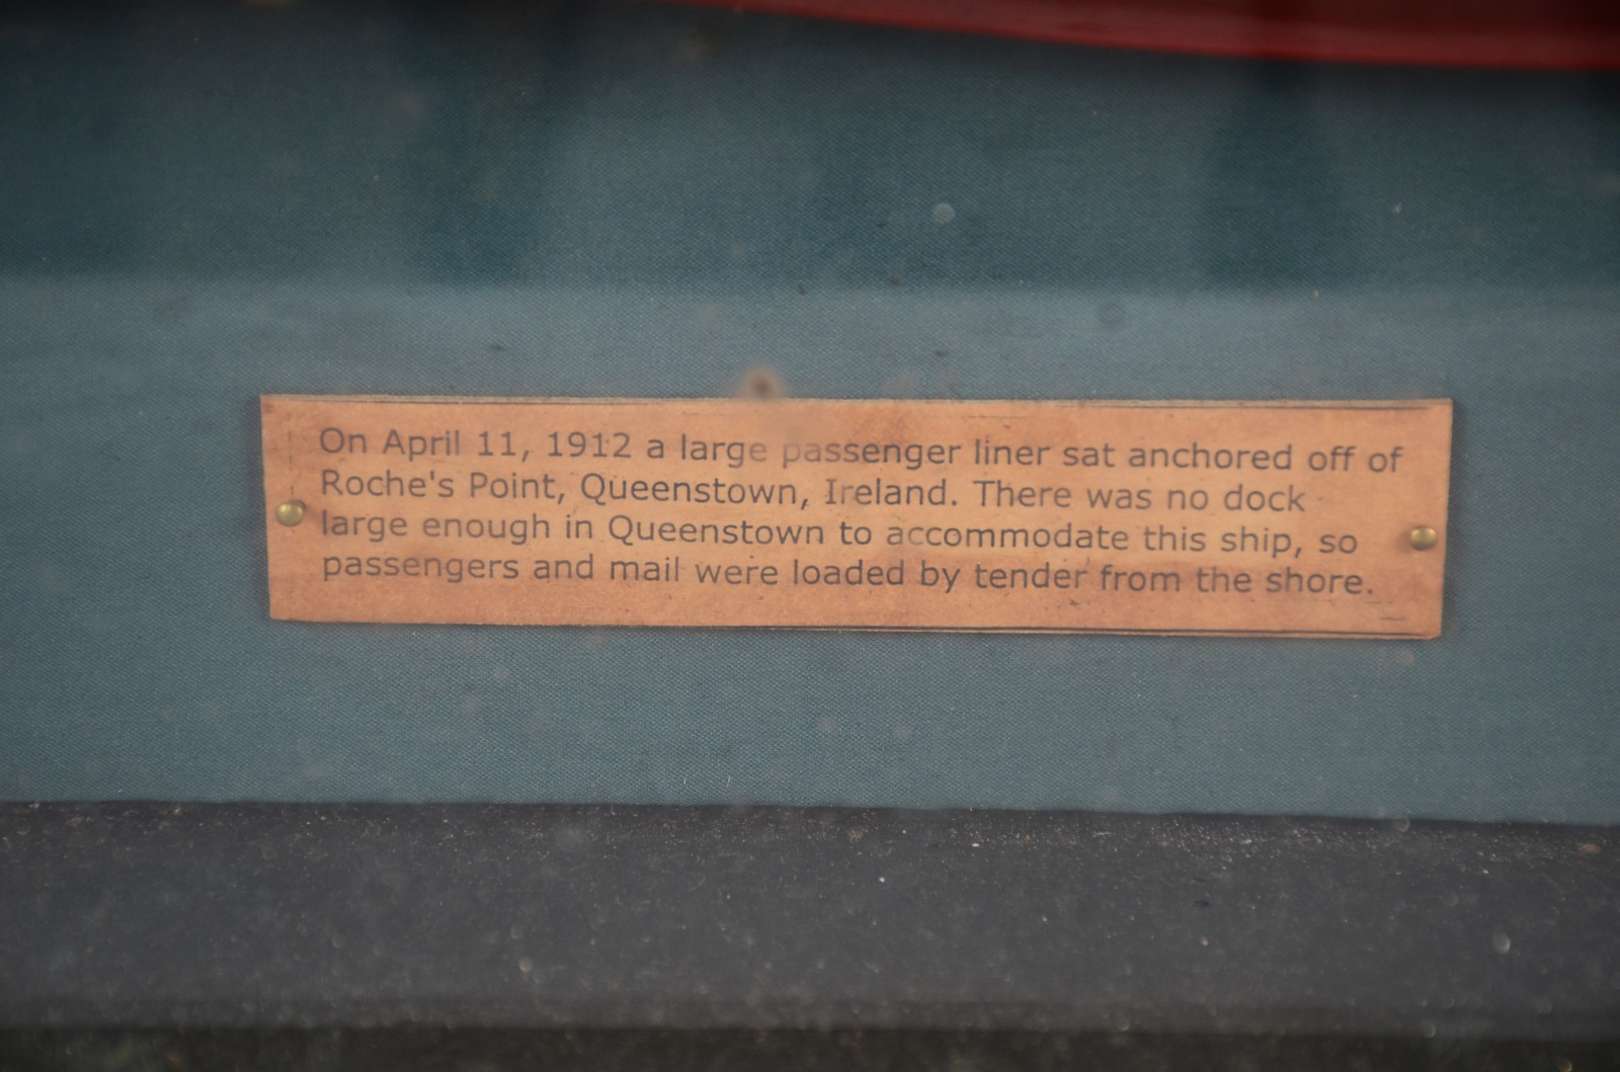 On April 11, 1912 a large passenger liner sat anchored off of
Roche's Point, Queenstown, Ireland. There was no dock
large enough in Queenstown to accommodate this ship, so
passengers and mail were loaded by tender from the shore.